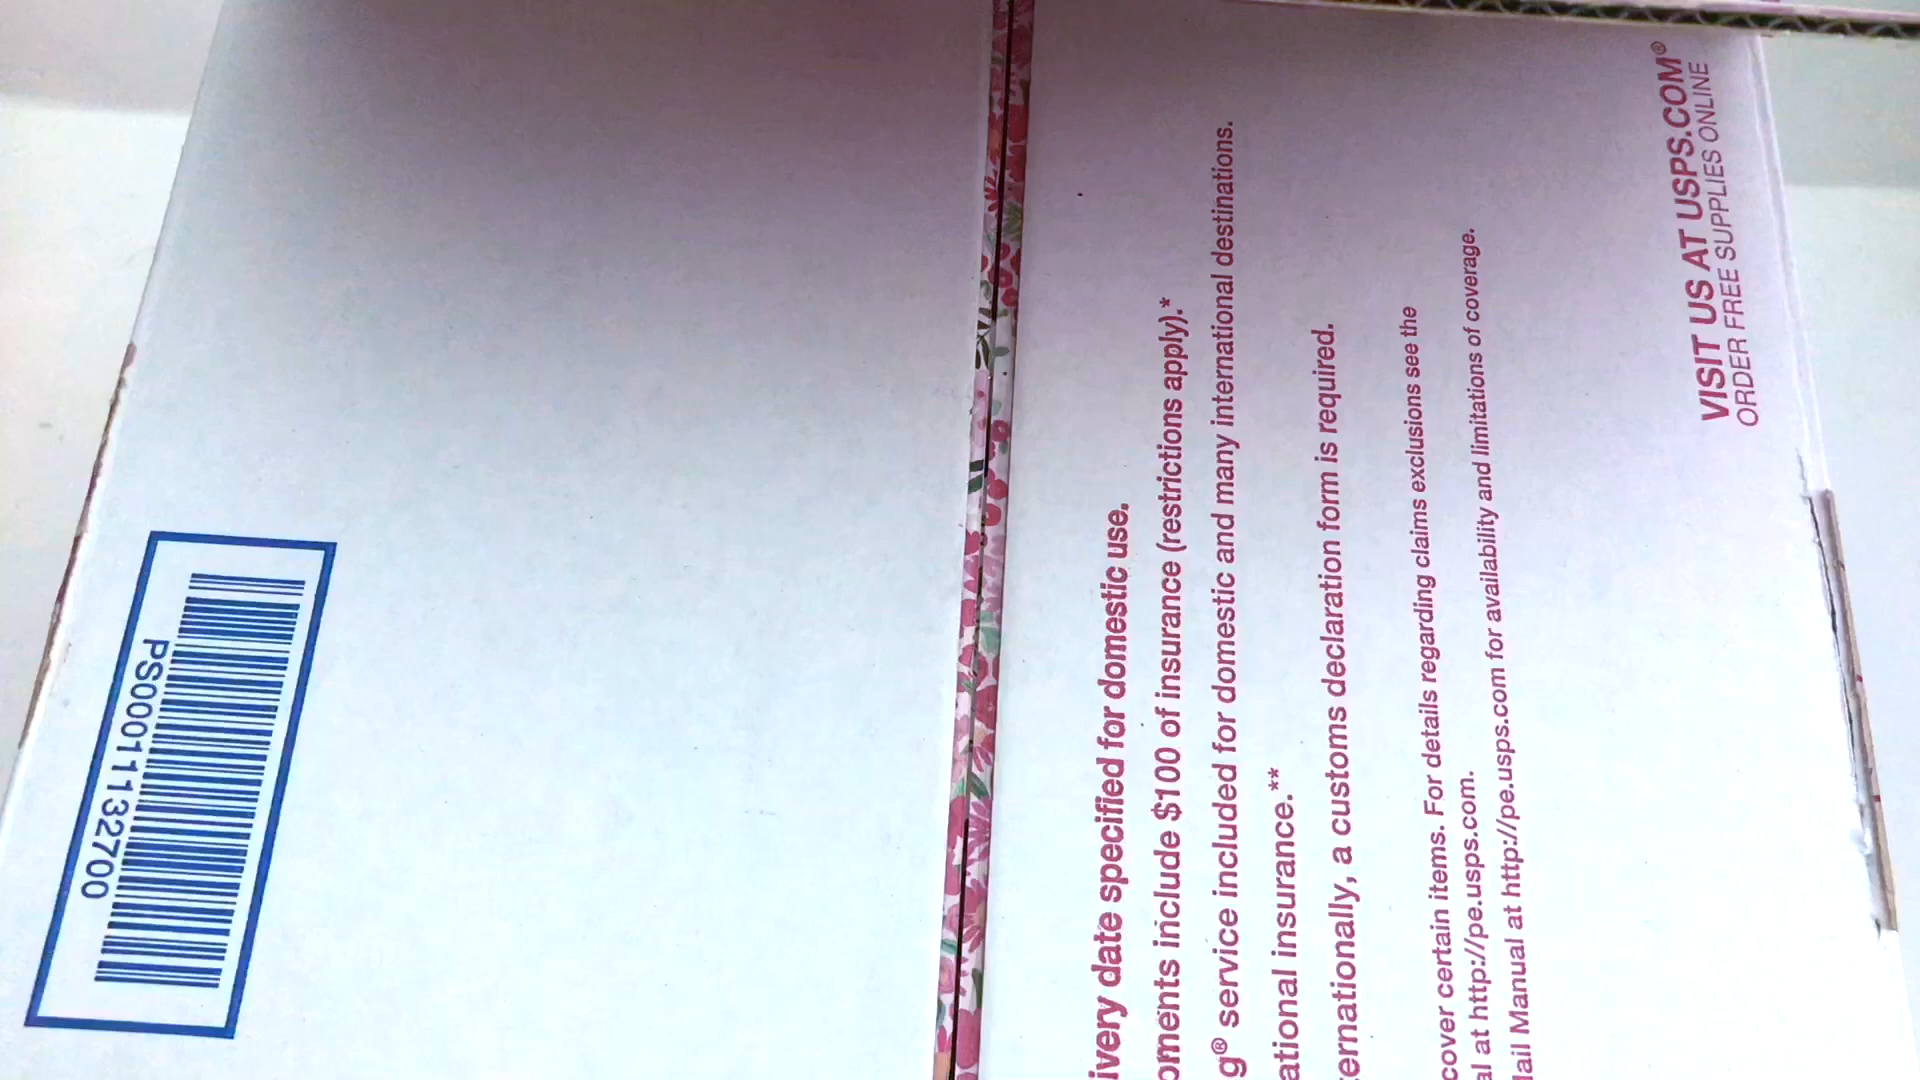 PS00011132700
ivery date specified for domestic use.
ments include $100 of insurance (restrictions apply).*
g® service included for domestic and many international destinations.
ational insurance.**
ernationally, a customs declaration form is required.
cover certain items. For details regarding claims exclusions see the
al at http://pe.usps.com.
ail Manual at http://pe.usps.com for availability and limitations of coverage.
VISIT US AT USPS.COM®
ORDER FREE SUPPLIES ONLINE